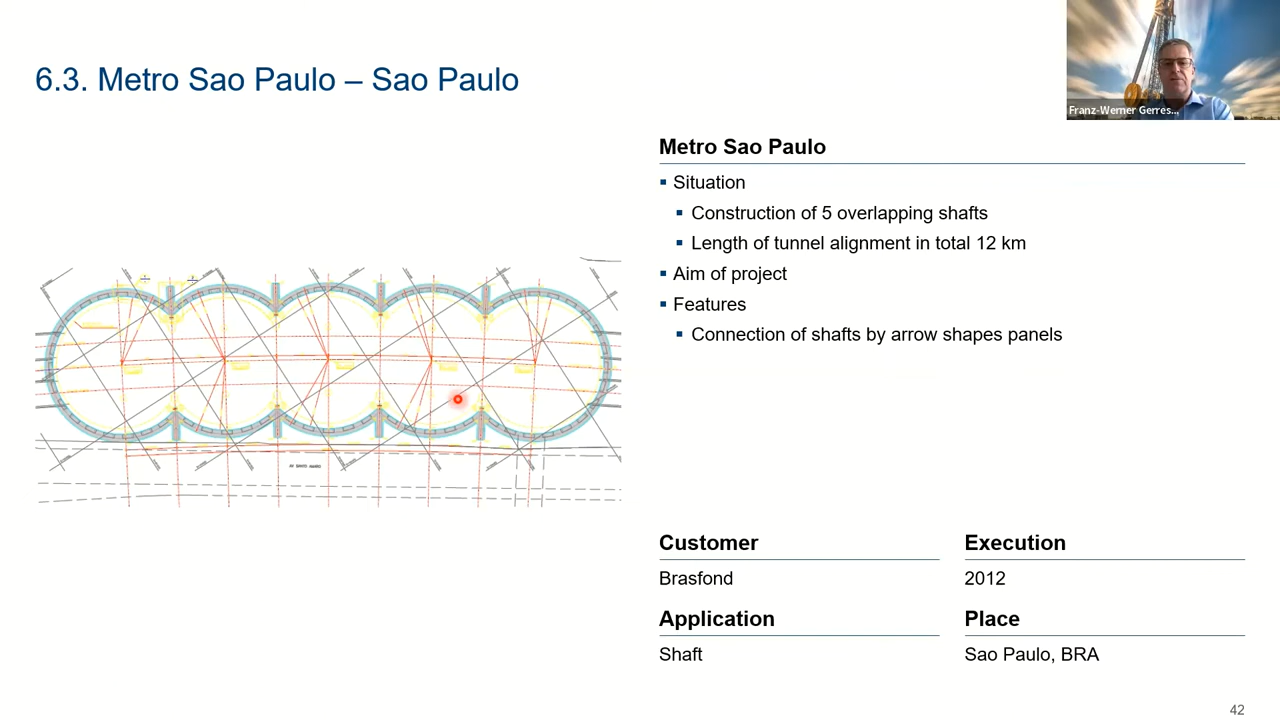 6.3. Metro Sao Paulo – Sao Paulo
Franz-Werner Gerres...
Metro Sao Paulo
▪ Situation
▪ Construction of 5 overlapping shafts
▪ Length of tunnel alignment in total 12 km
▪ Aim of project
▪ Features
▪ Connection of shafts by arrow shapes panels
Customer
Execution
Brasfond
2012
Application
Place
Shaft
Sao Paulo, BRA
42